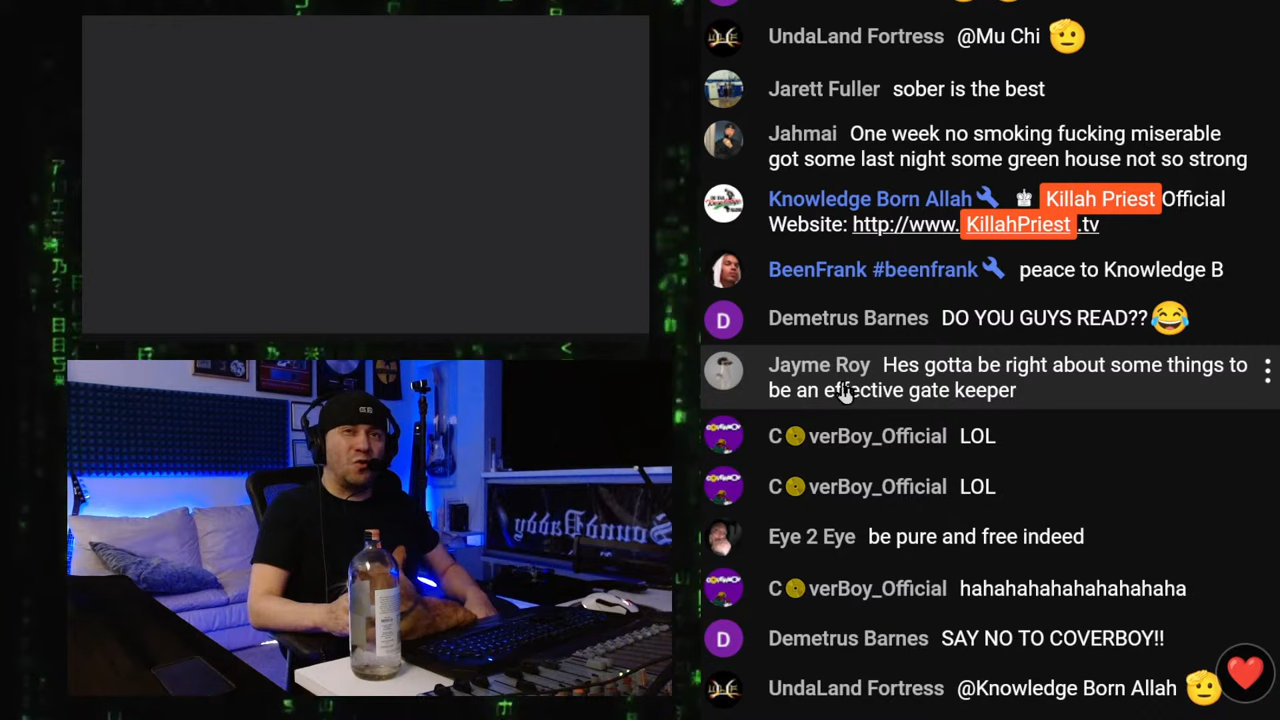 UndaLand Fortress @Mu Chi 🫡
Jarett Fuller sober is the best
Jahmai One week no smoking fucking miserable
got some last night some green house not so strong
Knowledge Born Allah Killah Priest Official
Website: http://www.KillahPriest.tv
BeenFrank #beenfrank peace to Knowledge B
Demetrus Barnes DO YOU GUYS READ??😂
Jayme Roy Hes gotta be right about some things to
be an effective gate keeper
C verBoy_Official LOL
C verBoy_Official LOL
Eye 2 Eye be pure and free indeed
C verBoy_Official hahahahahahahahaha
Demetrus Barnes SAY NO TO COVERBOY!!
UndaLand Fortress @Knowledge Born Allah 🫡
D
D
SoundDaddy